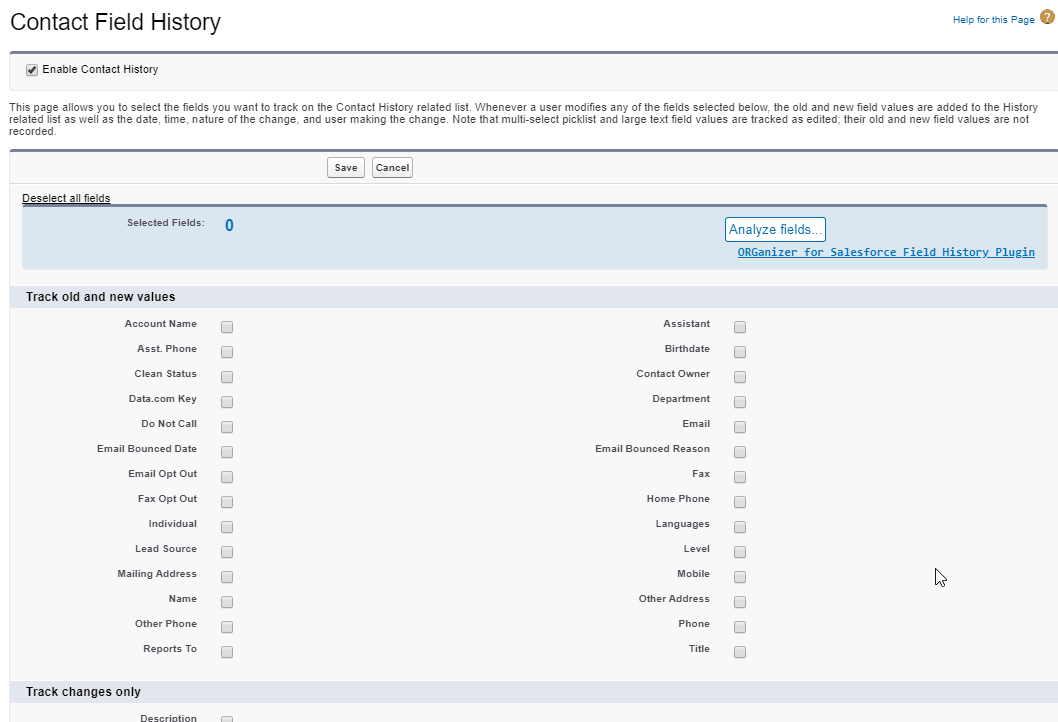 Contact Field History
Help for this Page ?
Enable Contact History
This page allows you to select the fields you want to track on the Contact History related list. Whenever a user modifies any of the fields selected below, the old and new field values are added to the History
related list as well as the date, time, nature of the change, and user making the change. Note that multi-select picklist and large text field values are tracked as edited; their old and new field values are not
recorded.
Save Cancel
Deselect all fields
Selected Fields: 0
Analyze fields...
ORGanizer for Salesforce Field History Plugin
Track old and new values
Account Name Assistant
Asst. Phone Birthdate
Clean Status Contact Owner
Data.com Key Department
Do Not Call Email
Email Bounced Date Email Bounced Reason
Email Opt Out Fax
Fax Opt Out Home Phone
Individual Languages
Lead Source Level
Mailing Address Mobile
Name Other Address
Other Phone Phone
Reports To Title
Track changes only
Description